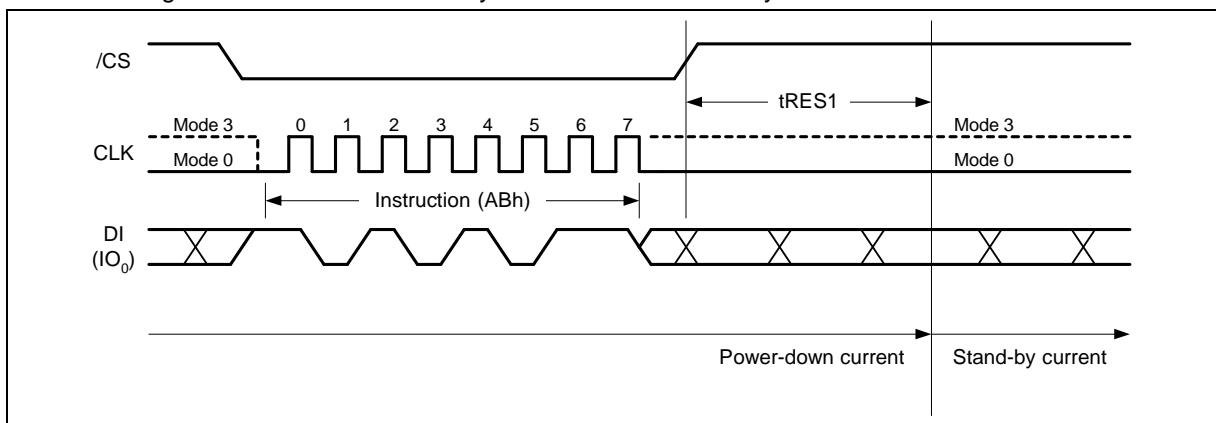 /CS
tRES1
Mode 3 0 1 2 3 4 5 6 7 Mode 3
CLK
Mode 0 Mode 0
Instruction (ABh)
DI
(IO0)
Power-down current Stand-by current